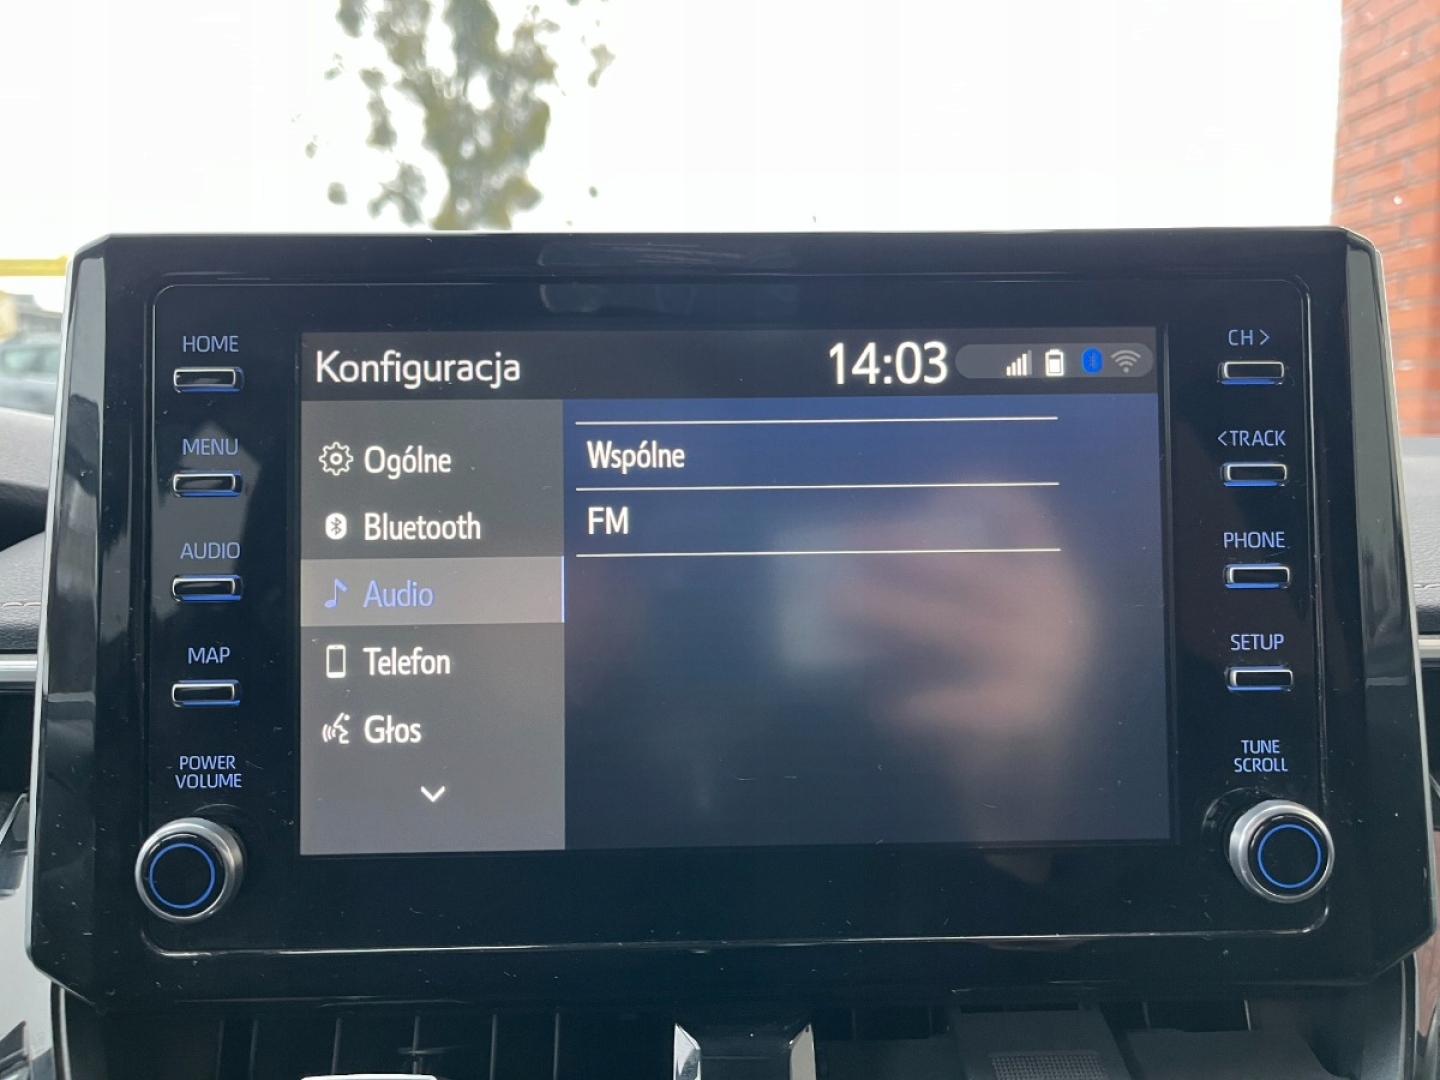 HOME
MENU
AUDIO
MAP
POWER
VOLUME
Konfiguracja
14:03
Ogólne
Bluetooth
Audio
Telefon
Głos
Wspólne
FM
CH >
<TRACK
PHONE
SETUP
TUNE
SCROLL